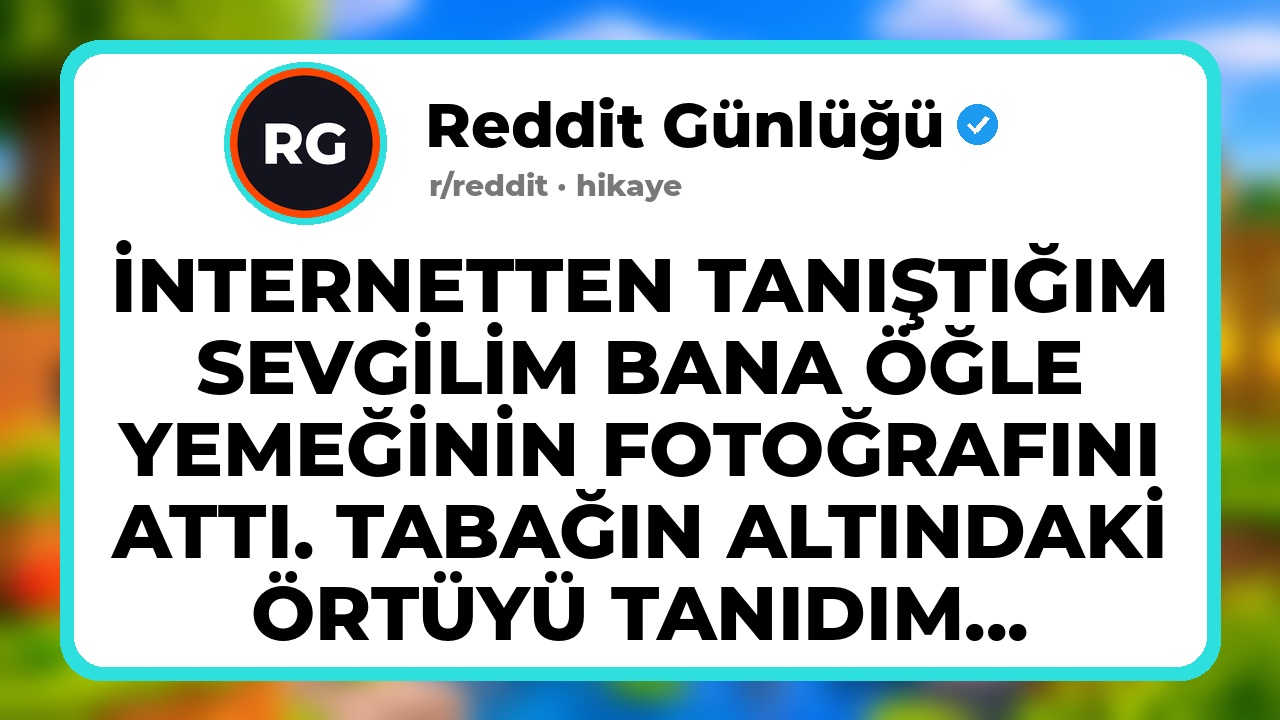 RG
Reddit Günlüğü
r/reddit • hikaye
İNTERNETTEN TANIŞTIĞIM
SEVGİLİM BANA ÖĞLE
YEMEĞİNİN FOTOĞRAFINI
ATTI. TABAĞIN ALTINDAKİ
ÖRTÜYÜ TANIDIM...